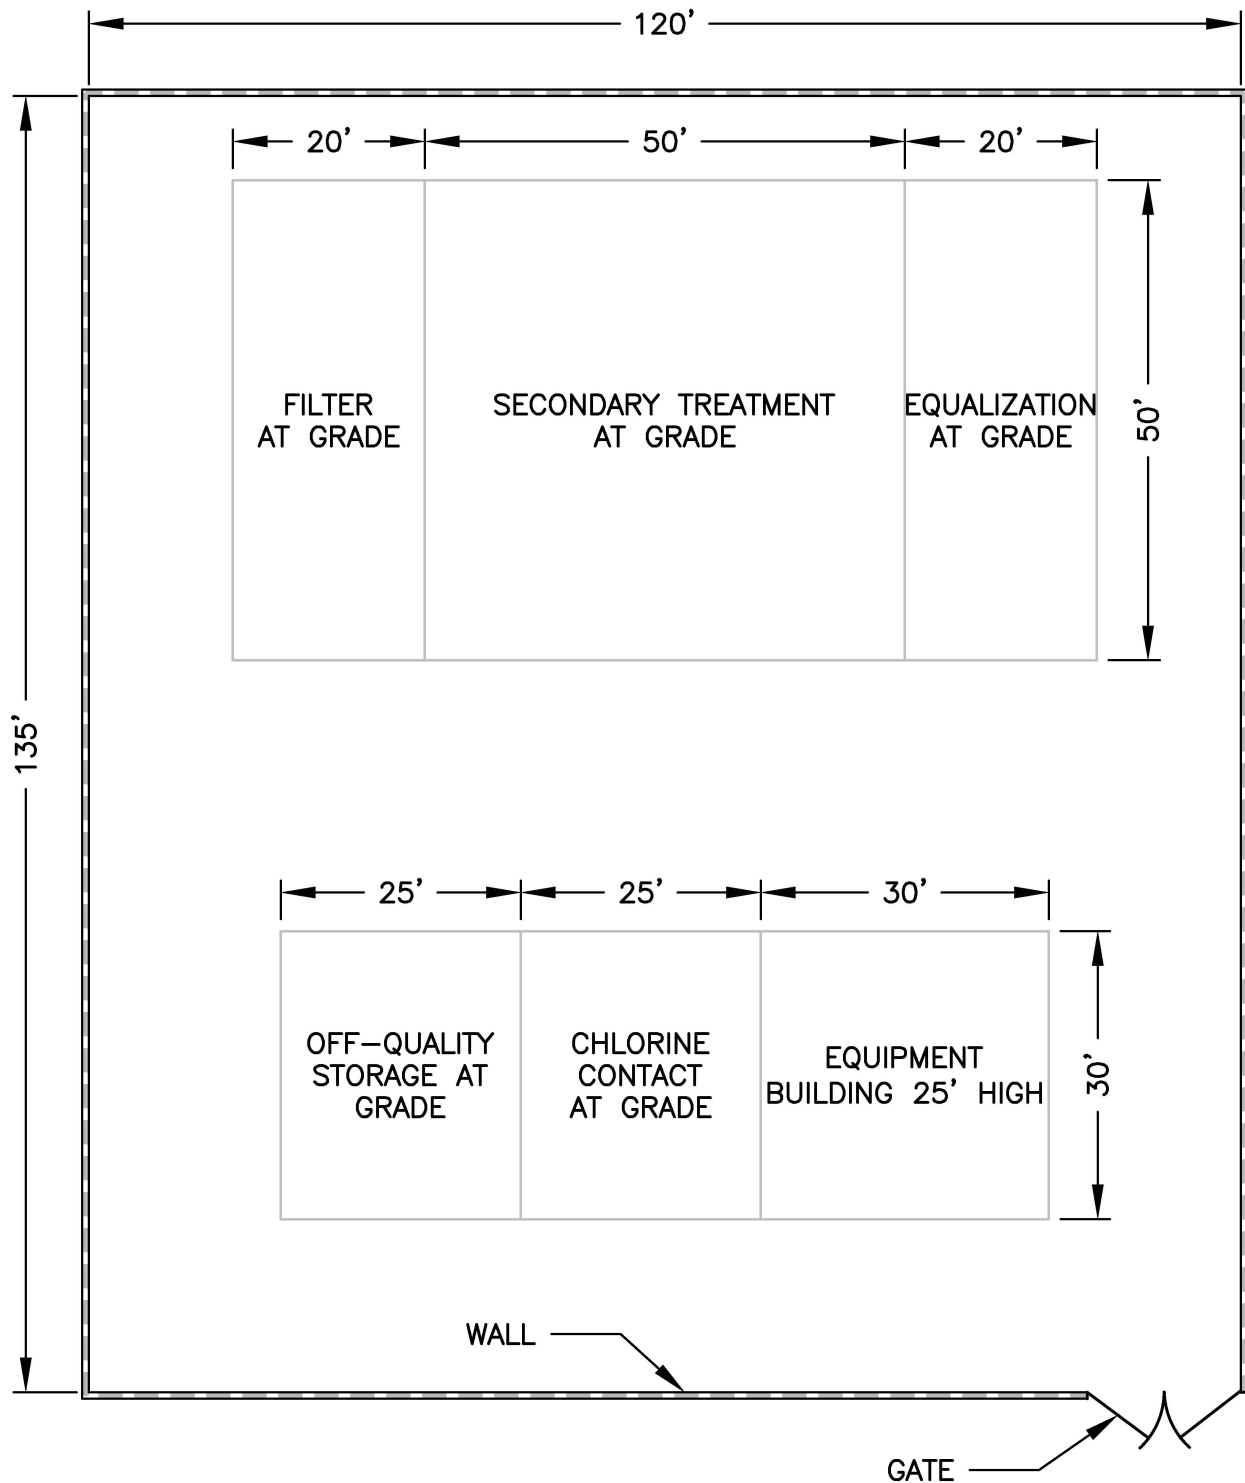 120'
20'
50'
20'
FILTER
AT GRADE
SECONDARY TREATMENT
AT GRADE
EQUALIZATION
AT GRADE
50'
135'
25'
25'
30'
OFF-QUALITY
STORAGE AT
GRADE
CHLORINE
CONTACT
AT GRADE
EQUIPMENT
BUILDING 25' HIGH
30'
WALL
GATE